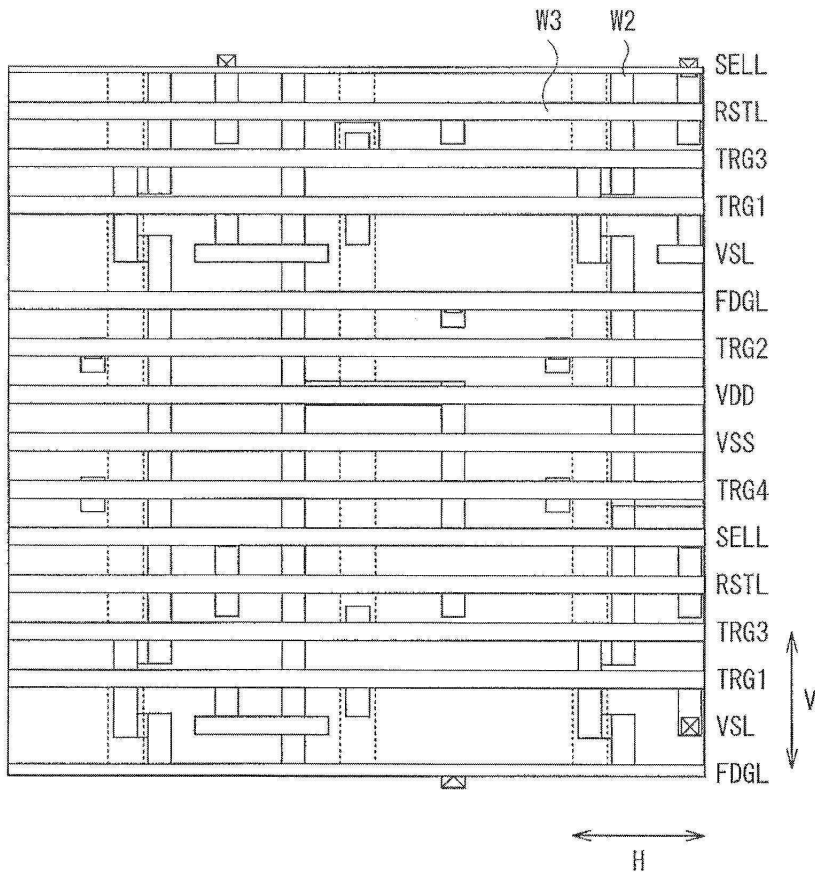 W3 W2
SELL
RSTL
TRG3
TRG1
VSL
FDGL
TRG2
VDD
VSS
TRG4
SELL
RSTL
TRG3
TRG1
V
VSL
FDGL
H